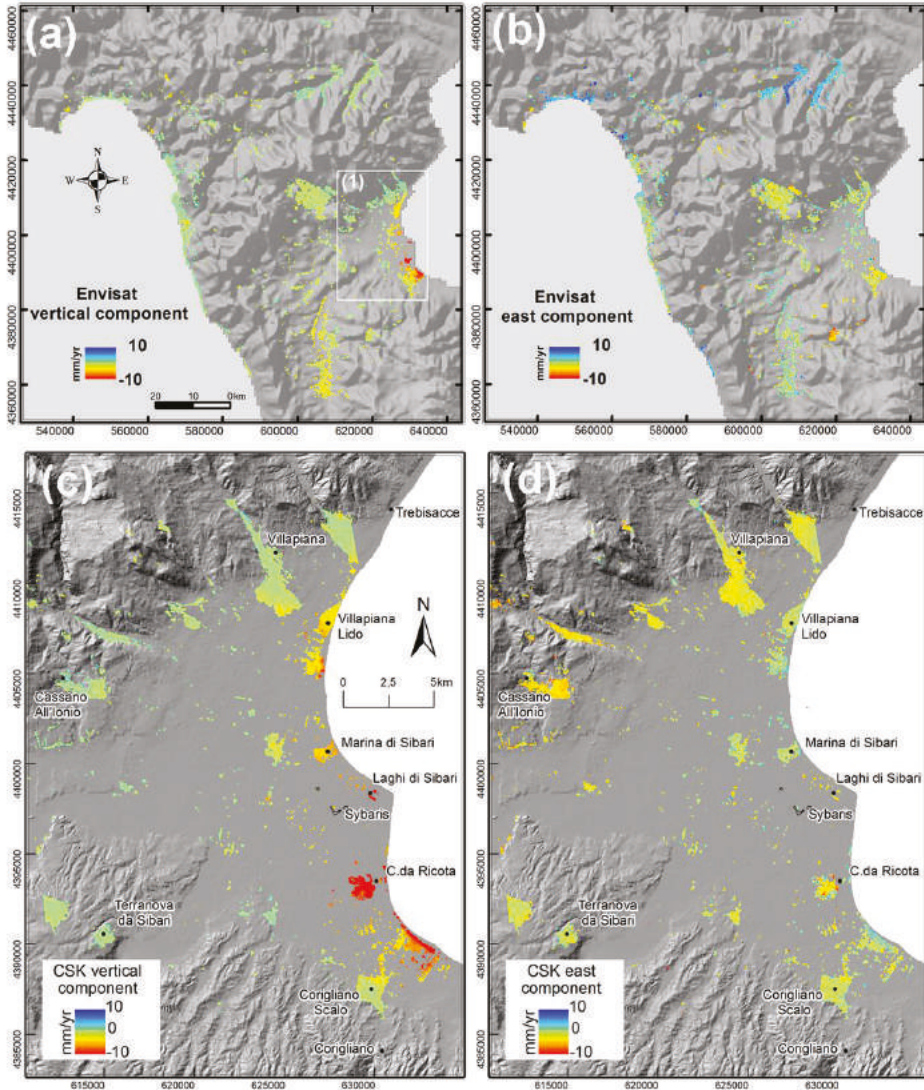 (a)
4460000
4440000
4420000
4400000
4380000
4360000
N
W E
S
(1)
Envisat
vertical component
10
mm/yr
-10
20 10 0km
540000 560000 580000 600000 620000 640000
(b)
4460000
4440000
4420000
4400000
4380000
4360000
Envisat
east component
10
mm/yr
-10
540000 560000 580000 600000 620000 640000
(c)
4415000
4410000
4405000
4400000
4395000
4390000
4385000
Trebisacce
Villapiana
Villapiana
Lido
N
0 2,5 5km
Cassano
All'Ionio
Marina di Sibari
Laghi di Sibari
Sybaris
C.da Ricota
Terranova
da Sibari
CSK vertical
component
10
0
mm/yr
-10
Corigliano
Scalo
Corigliano
615000 620000 625000 630000
(d)
4415000
4410000
4405000
4400000
4395000
4390000
4385000
Trebisacce
Villapiana
Villapiana
Lido
Cassano
All'Ionio
Marina di Sibari
Laghi di Sibari
Sybaris
C.da Ricota
Terranova
da Sibari
CSK east
component
10
0
mm/yr
-10
Corigliano
Scalo
Corigliano
615000 620000 625000 630000